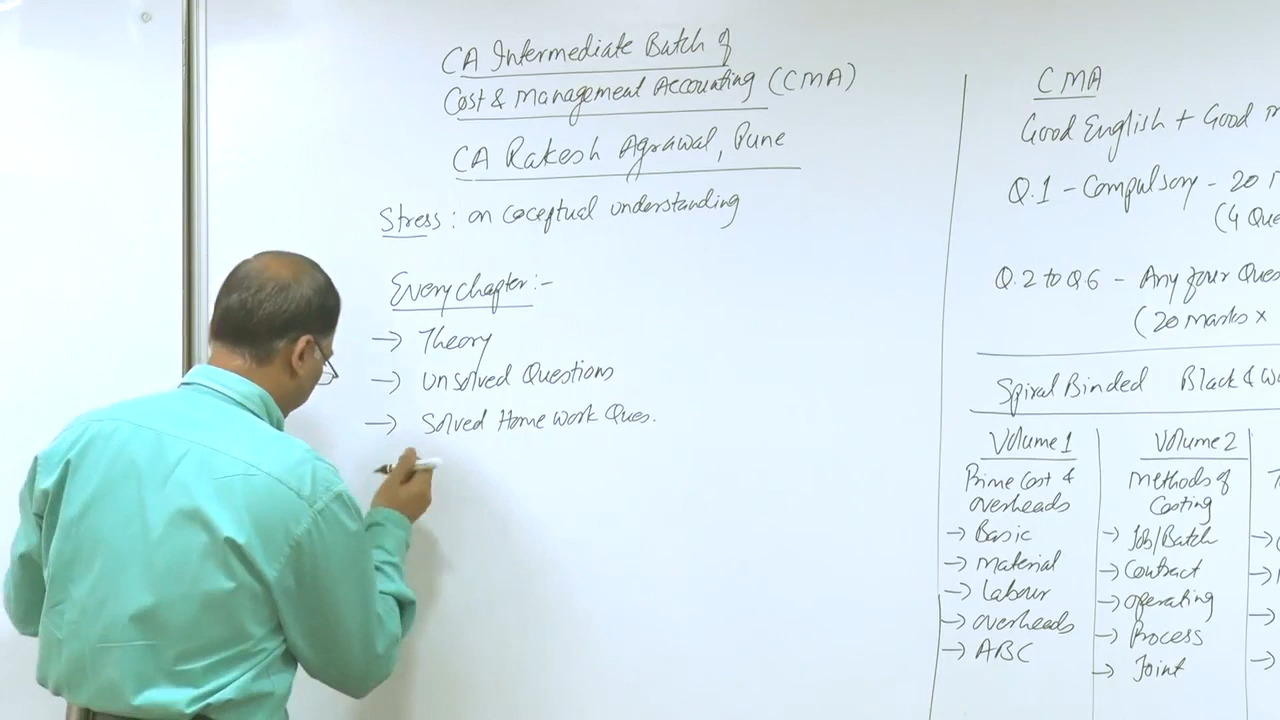 CA Intermediate Batch of
Cost & Management Accounting (CMA)
CA Rakesh Agrawal, Pune
Stress: on coceptual understanding
Every chapter:-
→ Theory
→ Unsolved Questions
→ Solved Home Work Ques.
CMA
Good English + Good
Q.1 - Compulsory - 20
(4 Que
Q.2 to Q6 - Any four Ques
(20 marks ×
Spiral Binded Black & W
Volume 1
Prime Cost &
overheads
→ Basic
→ Material
→ Labour
→ overheads
→ ABC
Volume 2
Methods of
Costing
→ Job/Batch
→ Contract
→ operating
→ Process
→ Joint